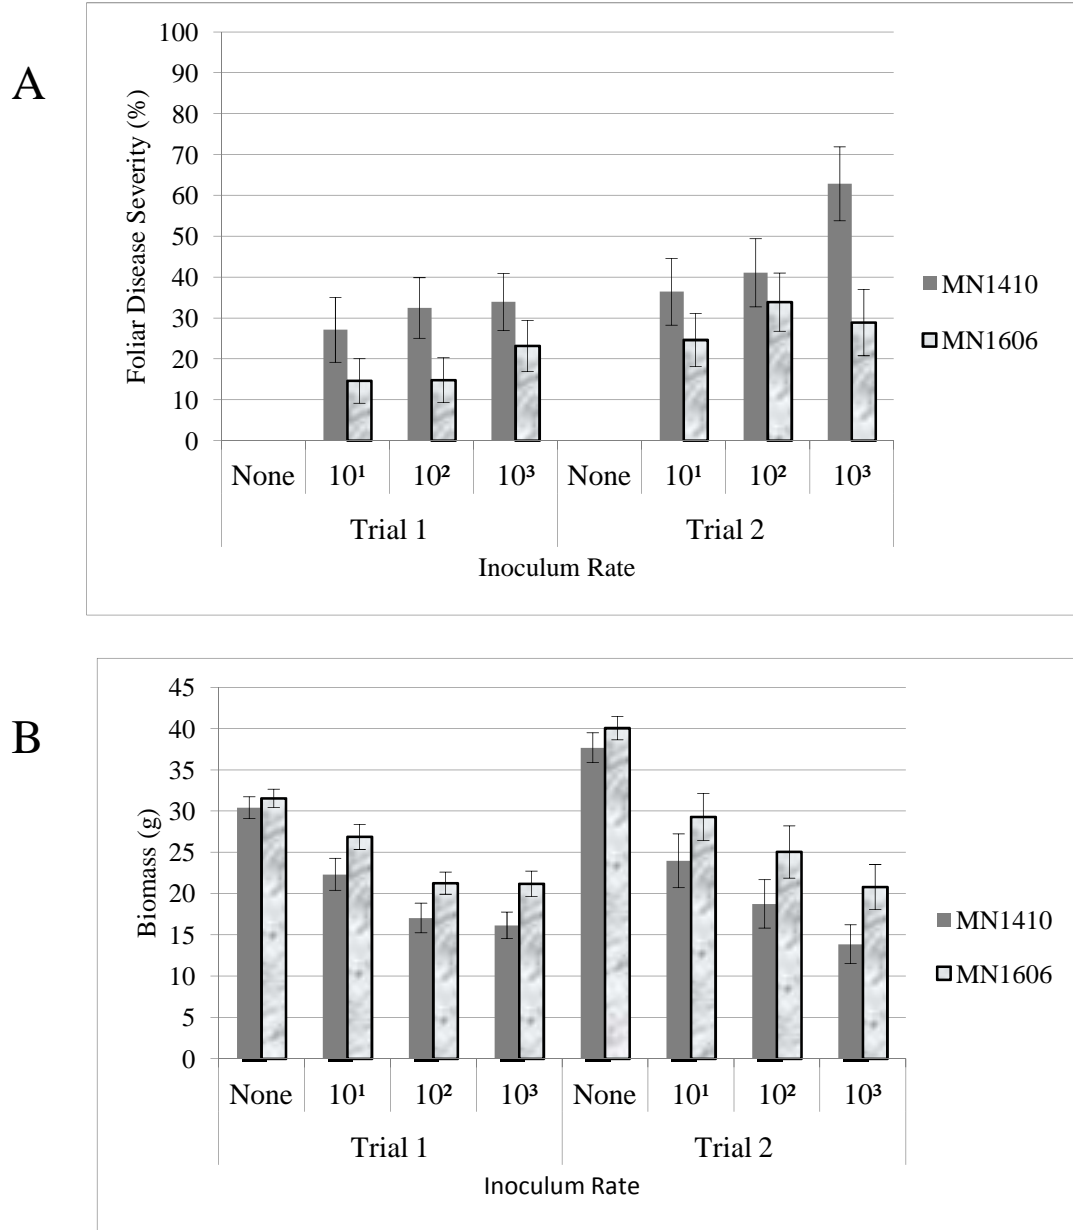 A
Foliar Disease Severity (%)
100
90
80
70
60
50
40
30
20
10
0
None 10¹ 10² 10³ None 10¹ 10² 10³
Trial 1 Trial 2
Inoculum Rate
MN1410
MN1606
B
Biomass (g)
45
40
35
30
25
20
15
10
5
0
None 10¹ 10² 10³ None 10¹ 10² 10³
Trial 1 Trial 2
Inoculum Rate
MN1410
MN1606